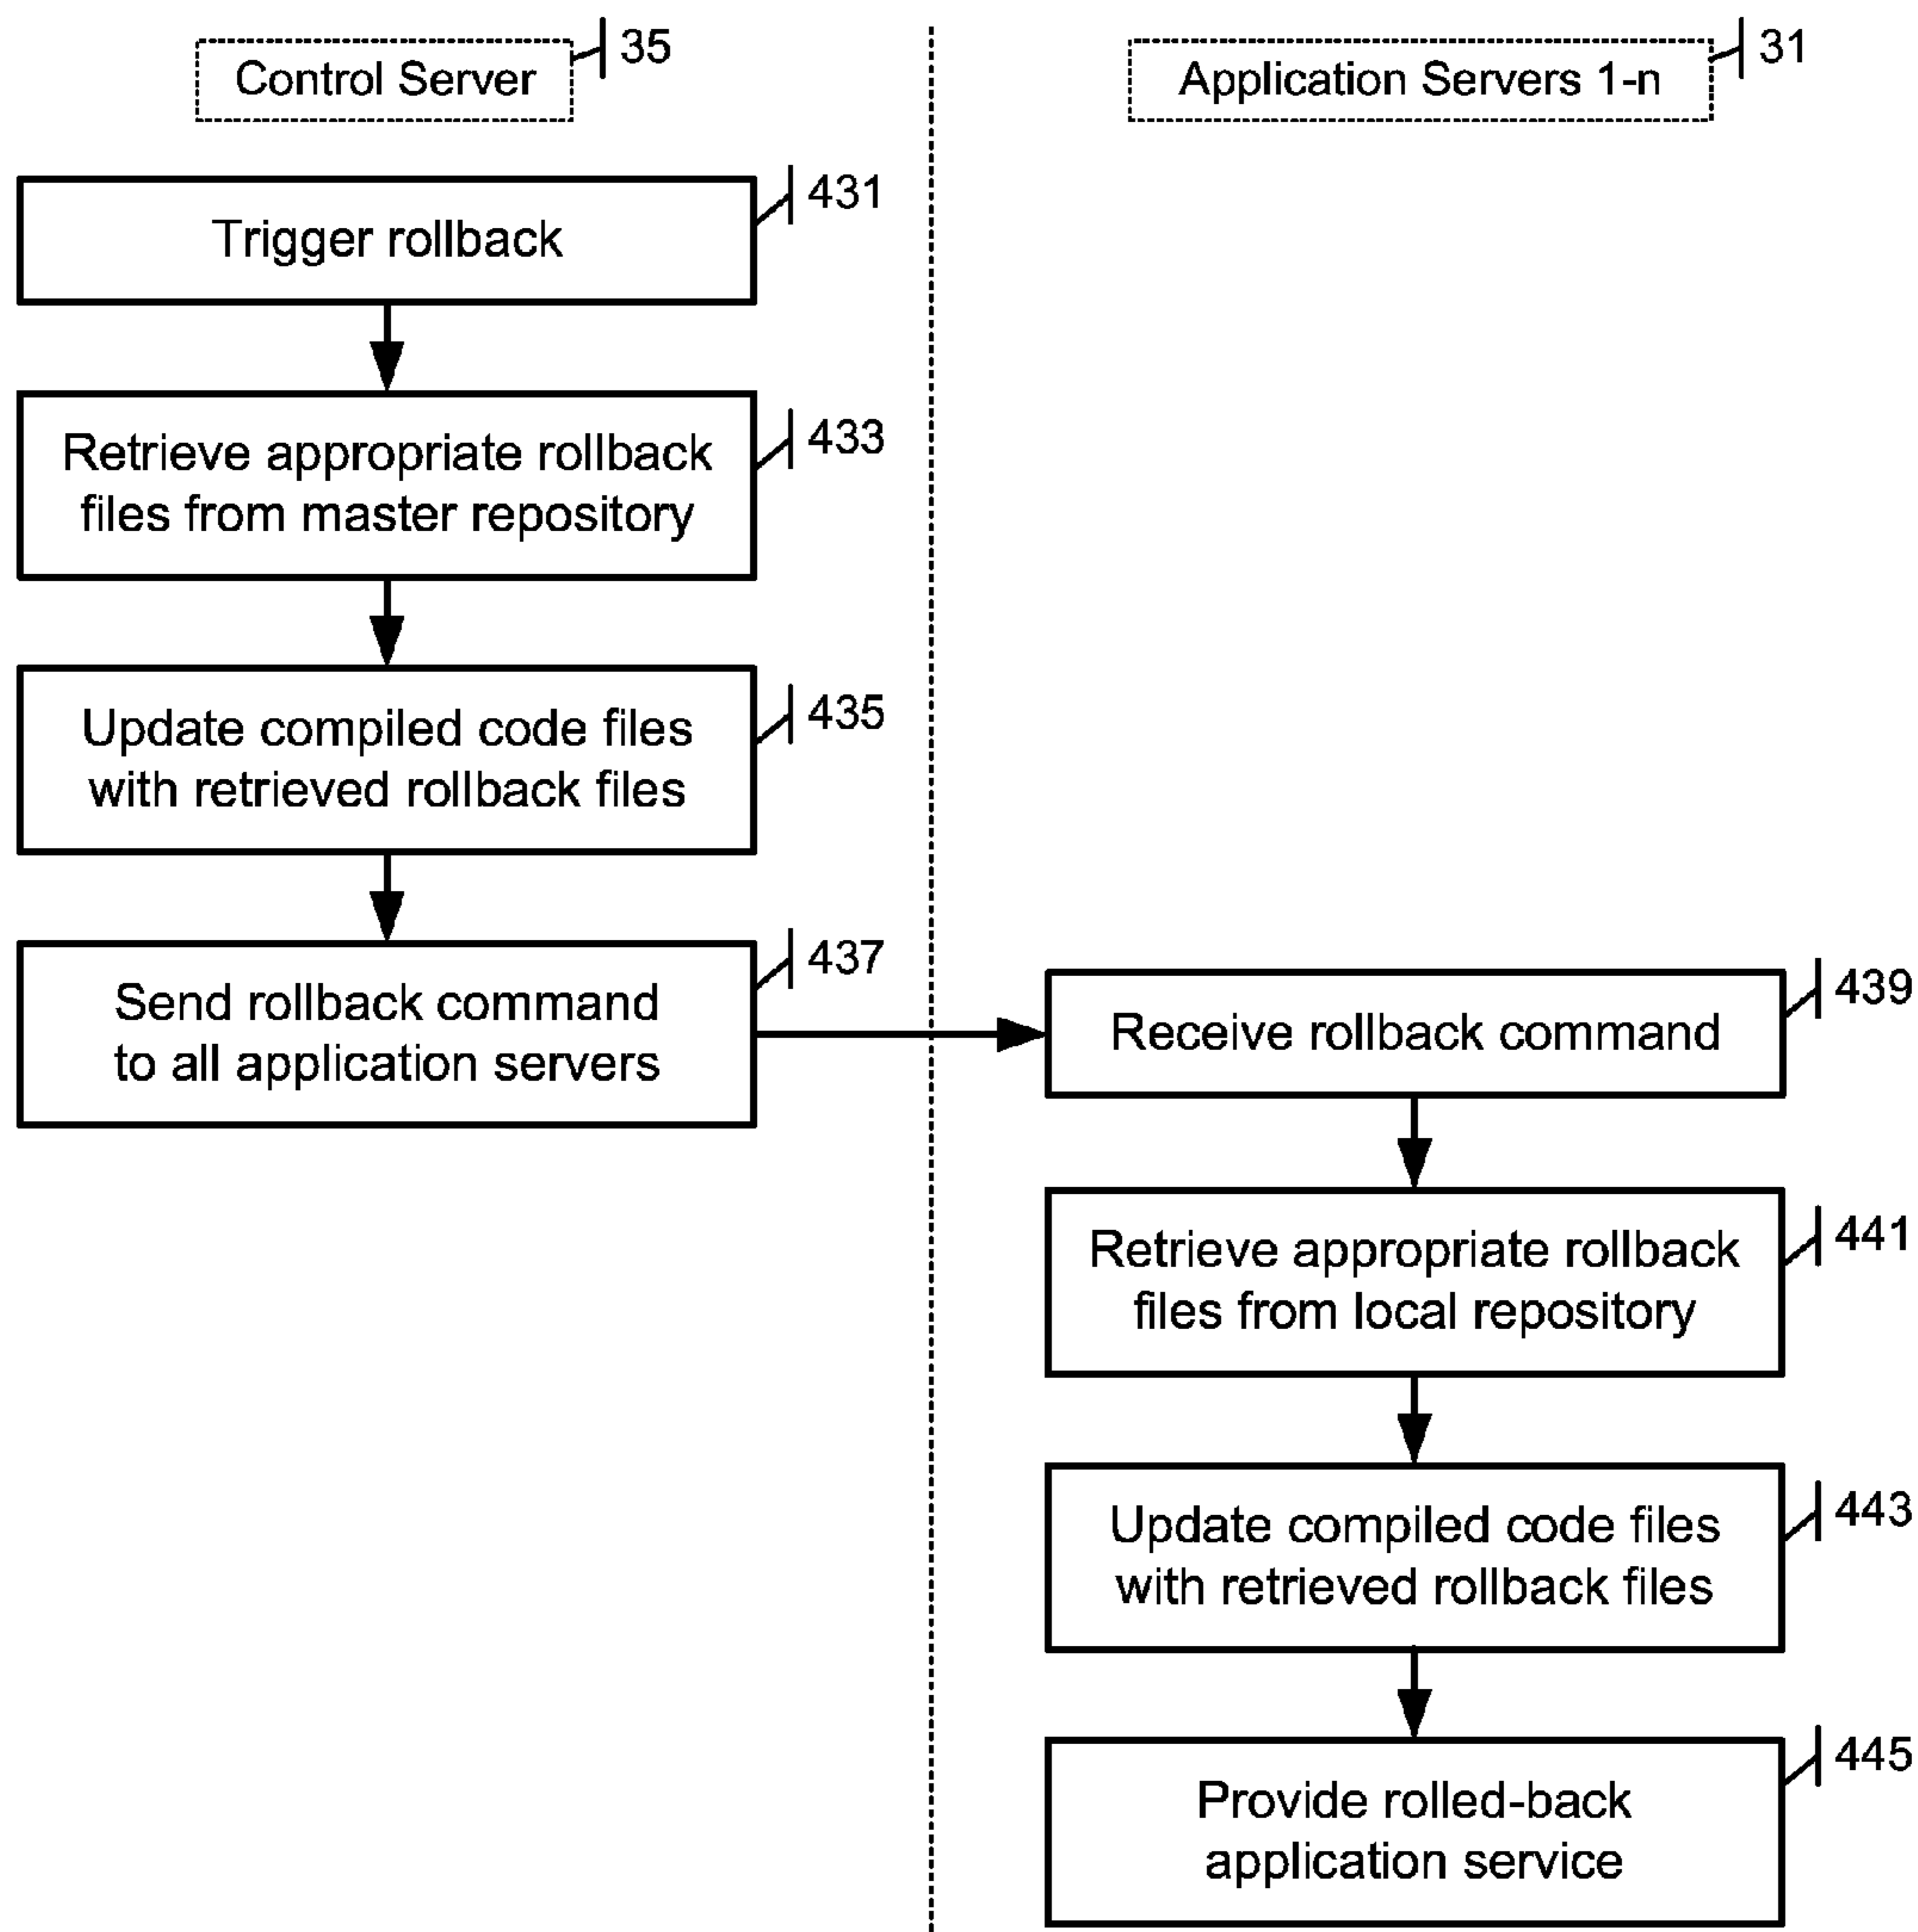 Control Server
35
Application Servers 1-n
31
Trigger rollback
431
Retrieve appropriate rollback
files from master repository
433
Update compiled code files
with retrieved rollback files
435
Send rollback command
to all application servers
437
Receive rollback command
439
Retrieve appropriate rollback
files from local repository
441
Update compiled code files
with retrieved rollback files
443
Provide rolled-back
application service
445